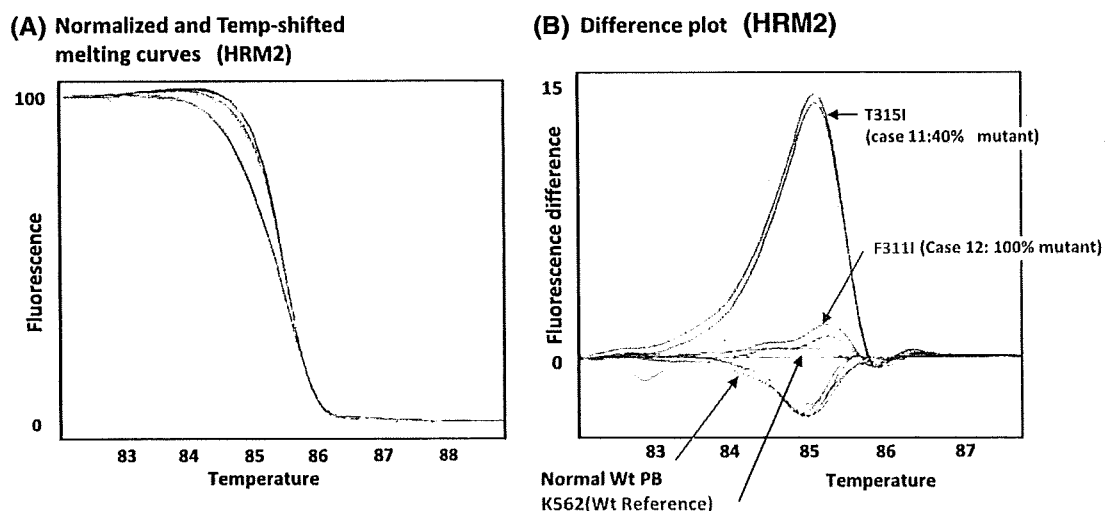 (A) Normalized and Temp-shifted
melting curves (HRM2)
100
Fluorescence
0
83 84 85 86 87 88
Temperature
(B) Difference plot (HRM2)
15
Fluorescence difference
0
T315I
(case 11:40% mutant)
F311I (Case 12: 100% mutant)
83 84 85 86 87
Temperature
Normal Wt PB
K562(Wt Reference)